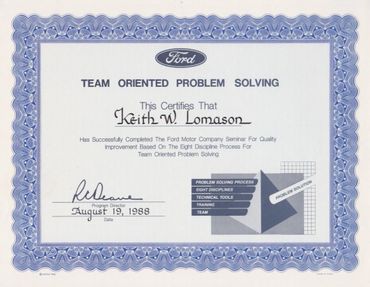 Ford
TEAM ORIENTED PROBLEM SOLVING
This Certifies That
Keith W. Lomason
Has Successfully Completed The Ford Motor Company Seminar For Quality
Improvement Based On The Eight Discipline Process For
Team Oriented Problem Solving.
Program Director
August 19, 1988
Date
PROBLEM SOLVING PROCESS
EIGHT DISCIPLINES
TECHNICAL TOOLS
TRAINING
TEAM
PROBLEM SOLUTION